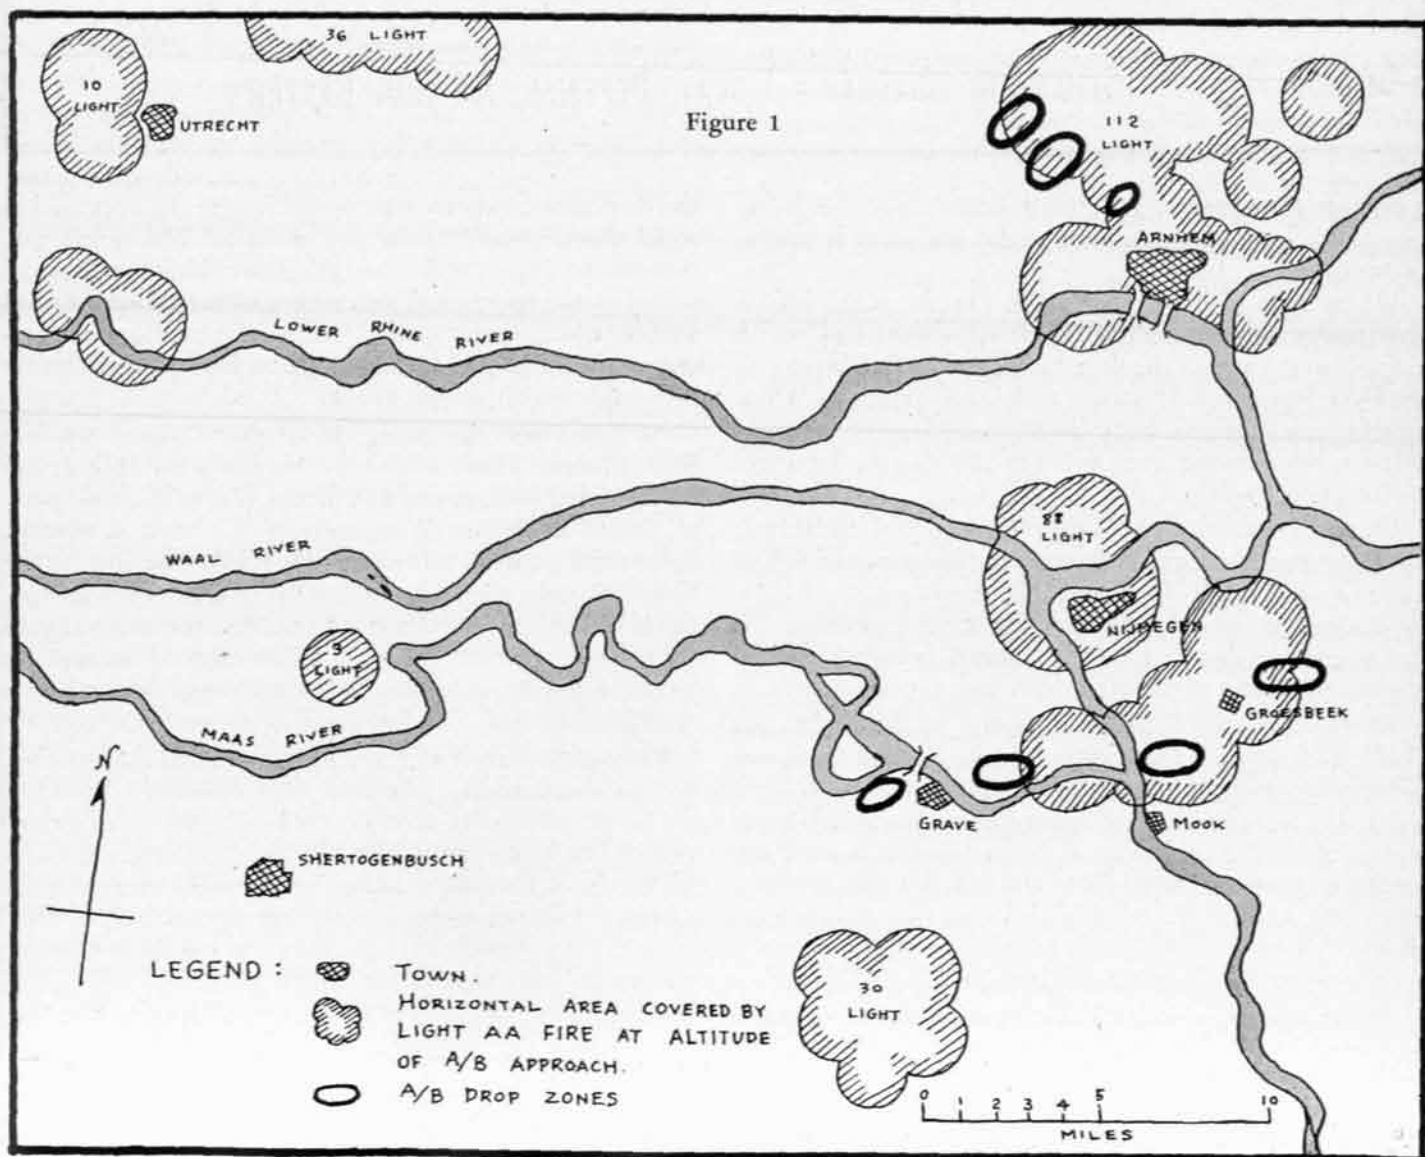 36 LIGHT
10
LIGHT
UTRECHT
Figure 1
112
LIGHT
ARNHEM
LOWER RHINE RIVER
88
LIGHT
WAAL RIVER
NIJMEGEN
3
LIGHT
GROESBEEK
MAAS RIVER
N
GRAVE
MOOK
SHERTOGENBUSCH
LEGEND:
TOWN.
HORIZONTAL AREA COVERED BY
LIGHT AA FIRE AT ALTITUDE
OF A/B APPROACH.
A/B DROP ZONES
30
LIGHT
0 1 2 3 4 5 10
MILES